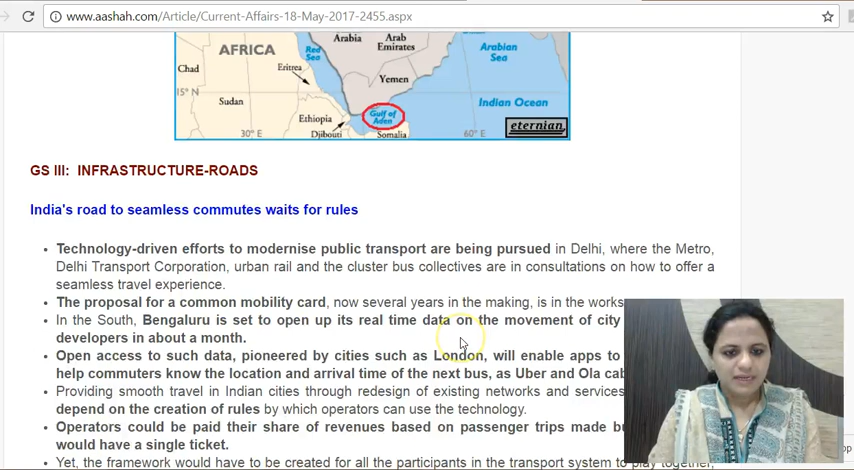 www.aashah.com/Article/Current-Affairs-18-May-2017-2455.aspx
Arabia
Arab
Emirates
Red
Sea
Arabian
Sea
AFRICA
Chad
Eritrea
Yemen
15° N
Sudan
Indian Ocean
Gulf of
Aden
Ethiopia
Djibouti
Somalia
30° E
60° E
eternian
GS III: INFRASTRUCTURE-ROADS
India's road to seamless commutes waits for rules
• Technology-driven efforts to modernise public transport are being pursued in Delhi, where the Metro,
Delhi Transport Corporation, urban rail and the cluster bus collectives are in consultations on how to offer a
seamless travel experience.
• The proposal for a common mobility card, now several years in the making, is in the works
• In the South, Bengaluru is set to open up its real time data on the movement of city
developers in about a month.
• Open access to such data, pioneered by cities such as London, will enable apps to
help commuters know the location and arrival time of the next bus, as Uber and Ola cab
• Providing smooth travel in Indian cities through redesign of existing networks and services
depend on the creation of rules by which operators can use the technology.
• Operators could be paid their share of revenues based on passenger trips made bu
would have a single ticket.
• Yet, the framework would have to be created for all the participants in the transport system to play together,